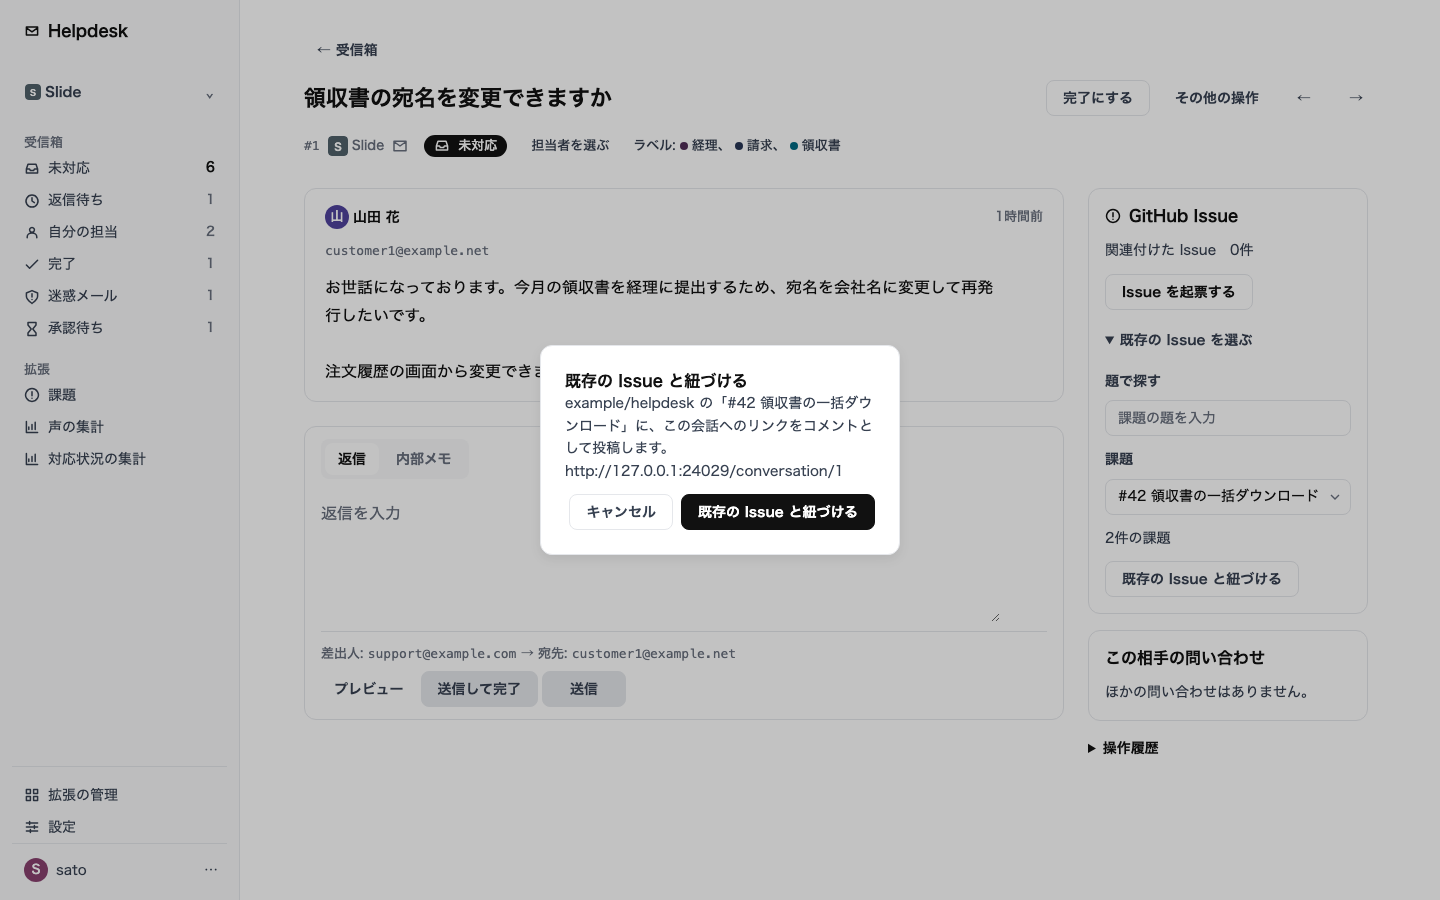 Helpdesk
S Slide
受信箱
未対応 6
返信待ち 1
自分の担当 2
完了 1
迷惑メール 1
承認待ち 1
拡張
課題
声の集計
対応状況の集計
拡張の管理
設定
S sato ...
← 受信箱
領収書の宛名を変更できますか
完了にする その他の操作 ← →
#1 S Slide 未対応 担当者を選ぶ ラベル: 経理、 請求、 領収書
山 山田 花 1時間前
customer1@example.net
お世話になっております。今月の領収書を経理に提出するため、宛名を会社名に変更して再発
行したいです。
注文履歴の画面から変更できま
返信 内部メモ
返信を入力
差出人: support@example.com → 宛先: customer1@example.net
プレビュー 送信して完了 送信
既存の Issue と紐づける
example/helpdesk の「#42 領収書の一括ダウ
ンロード」に、この会話へのリンクをコメントと
して投稿します。
http://127.0.0.1:24029/conversation/1
キャンセル 既存の Issue と紐づける
GitHub Issue
関連付けた Issue 0件
Issue を起票する
▼ 既存の Issue を選ぶ
題で探す
課題の題を入力
課題
#42 領収書の一括ダウンロード
2件の課題
既存の Issue と紐づける
この相手の問い合わせ
ほかの問い合わせはありません。
▶ 操作履歴